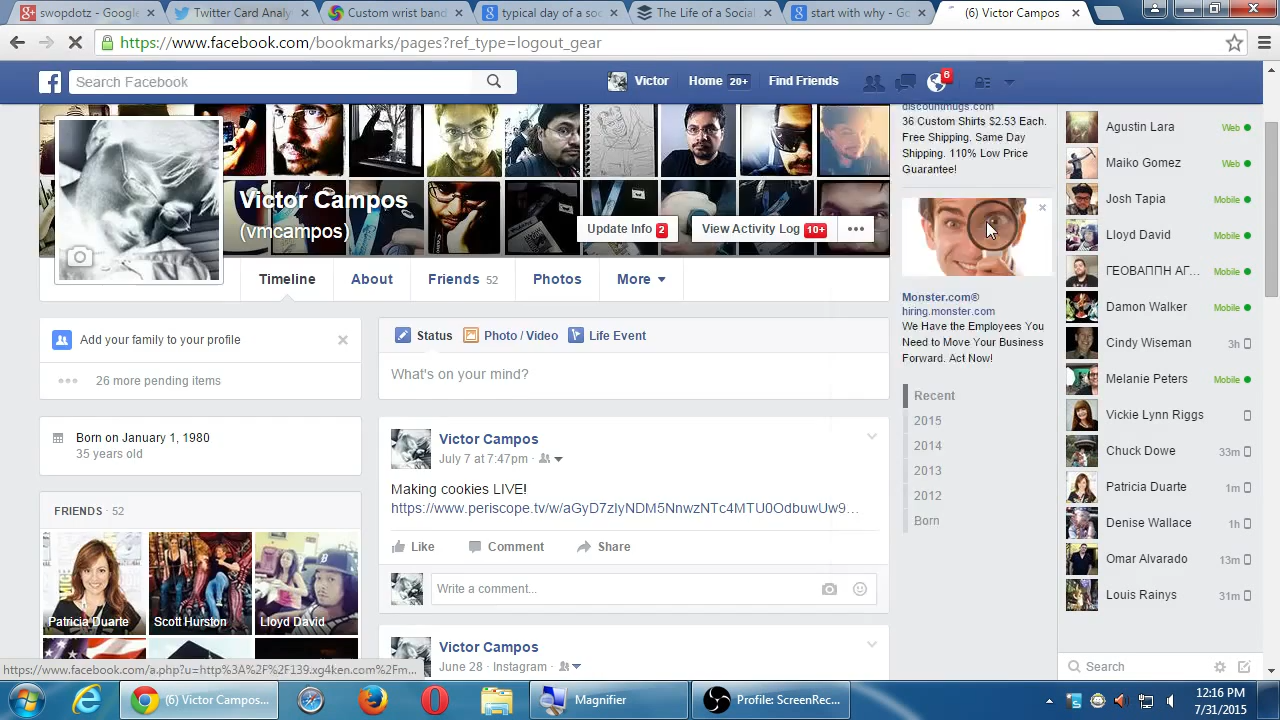 swopdotz - Google
Twitter Card Analy
Custom wrist band
typical day of a soc
The Life of a Social
start with why - Go
(6) Victor Campos
https://www.facebook.com/bookmarks/pages?ref_type=logout_gear
Search Facebook
Victor
Home 20+
Find Friends
6
Victor Campos
(vmcampos)
Update Info 2
View Activity Log 10+
Timeline
About
Friends 52
Photos
More
Add your family to your profile
26 more pending items
Born on January 1, 1980
35 years old
FRIENDS · 52
Patricia Duarte
Scott Hurston
Lloyd David
Status
Photo / Video
Life Event
What's on your mind?
Victor Campos
July 7 at 7:47pm ·
Making cookies LIVE!
https://www.periscope.tv/w/aGyD7zIyNDM5NnwzNTc4MTU0OdbuwUw9...
Like
Comment
Share
Write a comment...
Victor Campos
June 28 · Instagram ·
discountmugs.com
36 Custom Shirts $2.53 Each.
Free Shipping. Same Day
Shipping. 110% Low Price
Guarantee!
Monster.com®
hiring.monster.com
We Have the Employees You
Need to Move Your Business
Forward. Act Now!
Recent
2015
2014
2013
2012
Born
Agustin Lara Web
Maiko Gomez Web
Josh Tapia Mobile
Lloyd David Mobile
ΓΕΟΒΑΠΠΗ ΑΓ... Mobile
Damon Walker Mobile
Cindy Wiseman 3h
Melanie Peters Mobile
Vickie Lynn Riggs
Chuck Dowe 33m
Patricia Duarte 1m
Denise Wallace 1h
Omar Alvarado 13m
Louis Rainys 31m
Search
https://www.facebook.com/a.php?u=http%3A%2F%2F139.xg4ken.com%2Fm...
(6) Victor Campos...
Magnifier
Profile: ScreenRec...
12:16 PM
7/31/2015